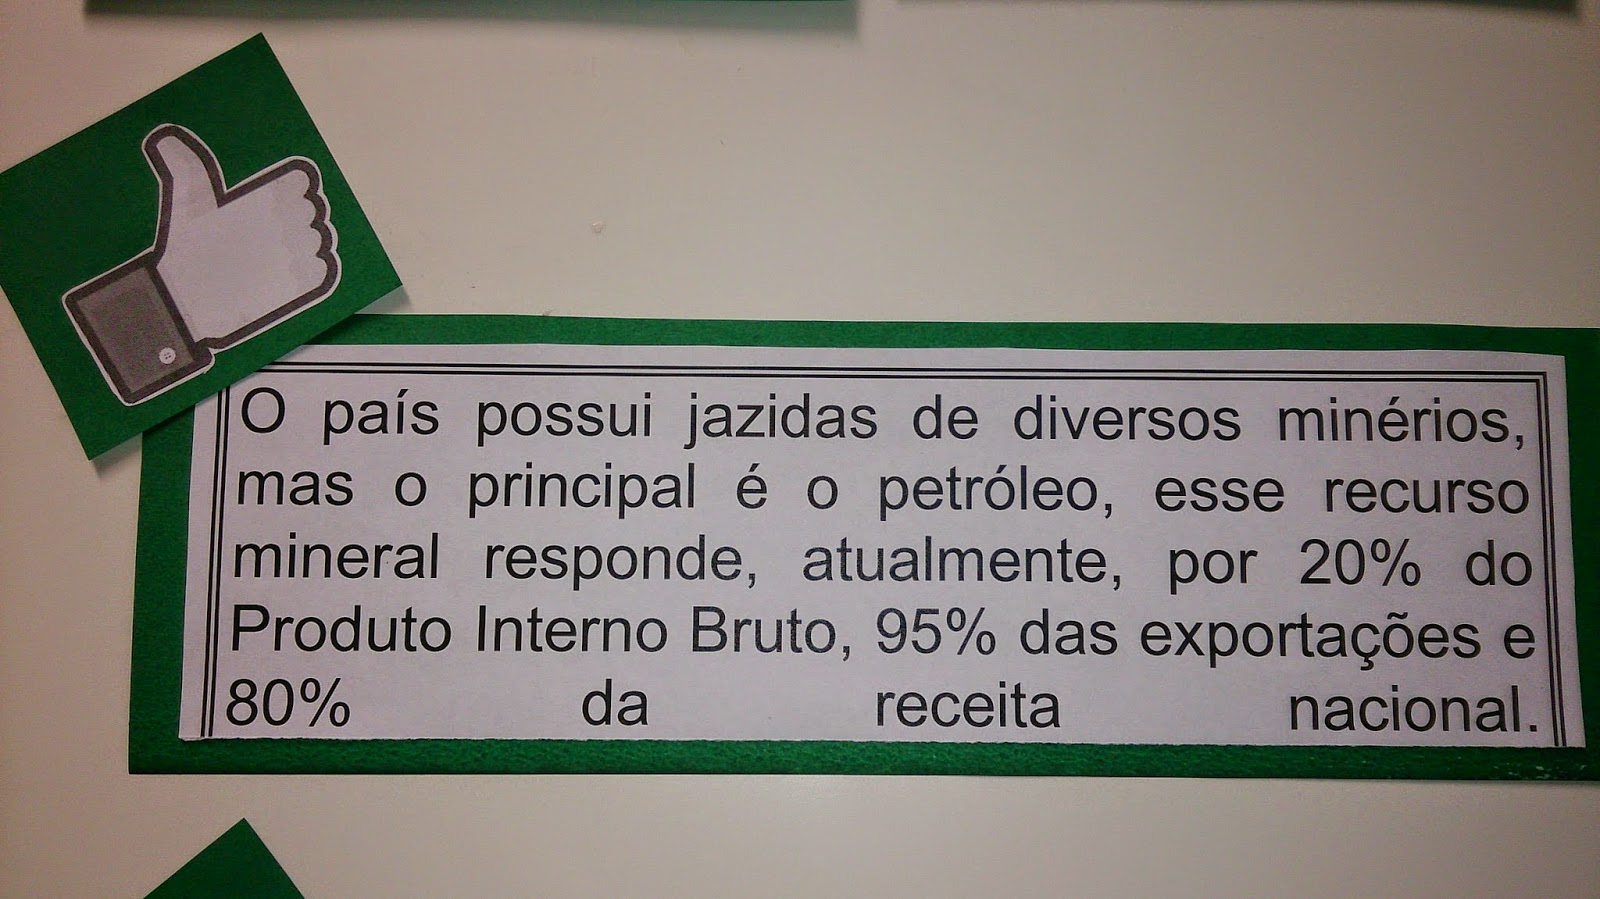 O país possui jazidas de diversos minérios,
mas o principal é o petróleo, esse recurso
mineral responde, atualmente, por 20% do
Produto Interno Bruto, 95% das exportações e
80% da receita nacional.